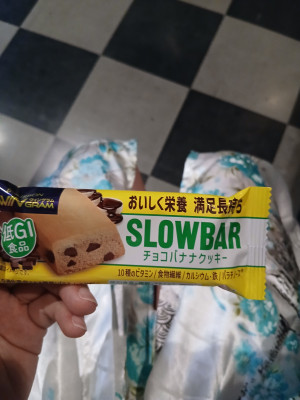 おいしく栄養 満足長持ち
WIN
GRAM
低GI
食品
SLOWBAR
チョコバナナクッキー
10種のビタミン/食物繊維/カルシウム・鉄